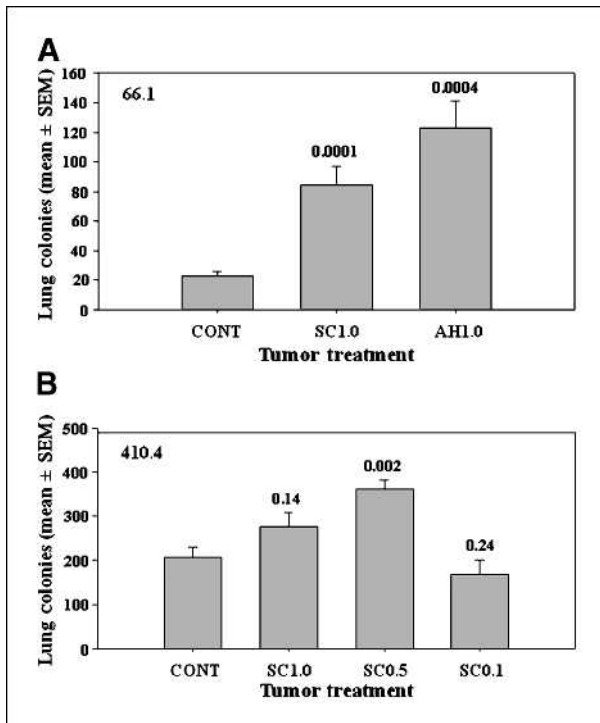 A
Lung colonies (mean ± SEM)
160
140
120
100
80
60
40
20
0
66.1
0.0001
0.0004
CONT SC1.0 AH1.0
Tumor treatment
B
Lung colonies (mean ± SEM)
500
400
300
200
100
0
410.4
0.14
0.002
0.24
CONT SC1.0 SC0.5 SC0.1
Tumor treatment